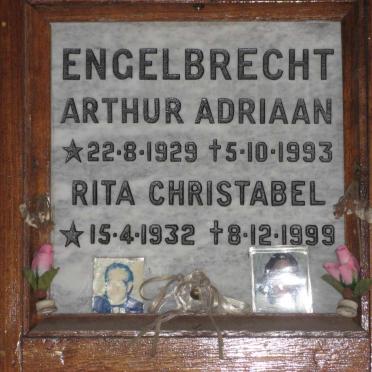 ENGELBRECHT
ARTHUR ADRIAAN
☆22·8·1929 †5·10·1993
RITA CHRISTABEL
☆15·4·1932 †8·12·1999